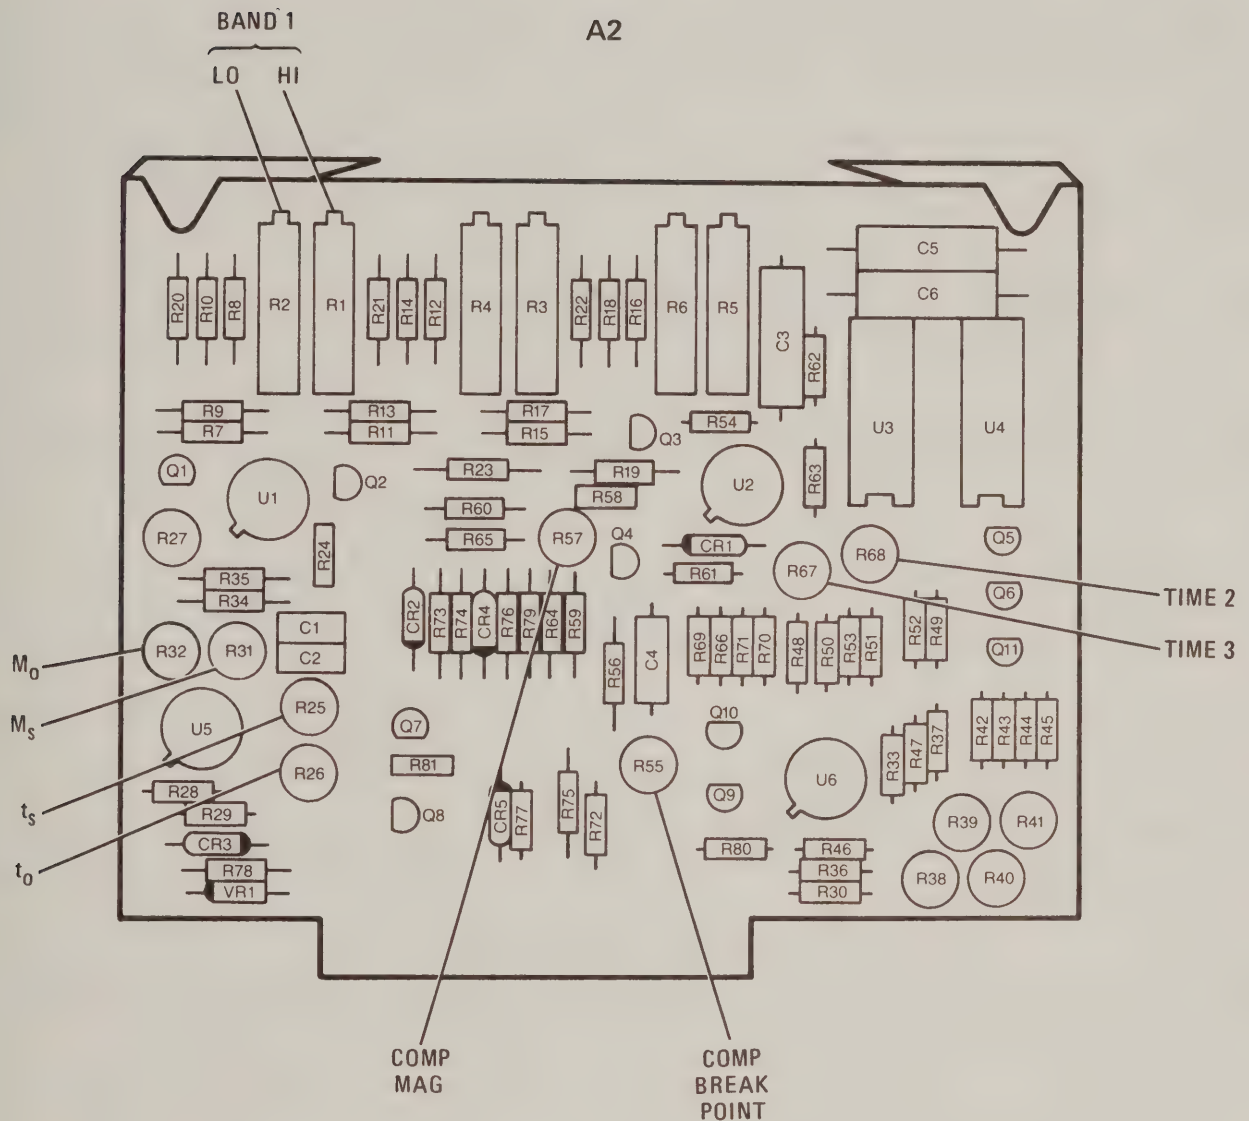 BAND 1
A2
LO HI
C5
C6
R20 R10 R8 R2 R1 R21 R14 R12 R4 R3 R22 R18 R16 R6 R5 C3 R62
R9 R13 R17
R7 R11 R15
R54
U3 U4
Q3
Q1 U1 Q2 R23 R19 U2 R63
R58
R60
R27 R24 R65 R57 Q4 CR1 R67 R68 Q5
R35 R61
R34
Q6 TIME 2
C1
C2
CR2 R73 R74 CR4 R76 R79 R64 R59
R56 C4 R69 R66 R71 R70 R48 R50 R53 R51 R52 R49
Q11 TIME 3
Mo R32 R31
Ms U5 R25
Q7 Q10
R26 R81 R55 U6 R33 R47 R37 R42 R43 R44 R45
ts R28 R29 Q8 CR5 R77 R75 R72 Q9
R39 R41
CR3 R80 R46
to R78 R36 R38 R40
VR1 R30
COMP
MAG
COMP
BREAK
POINT